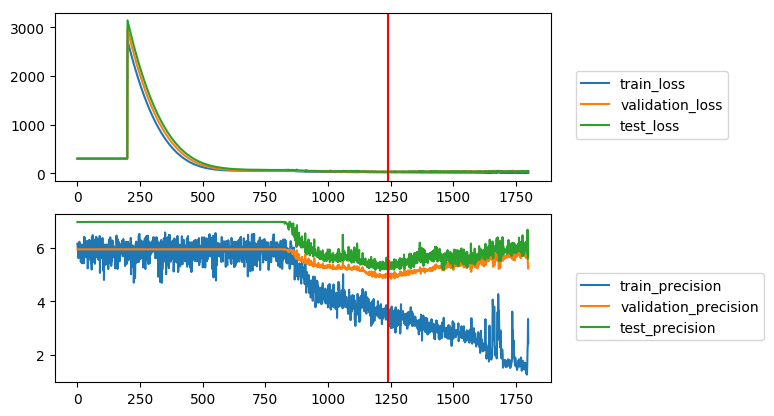 3000
2000
1000
0
0 250 500 750 1000 1250 1500 1750
train_loss
validation_loss
test_loss
6
4
2
0 250 500 750 1000 1250 1500 1750
train_precision
validation_precision
test_precision